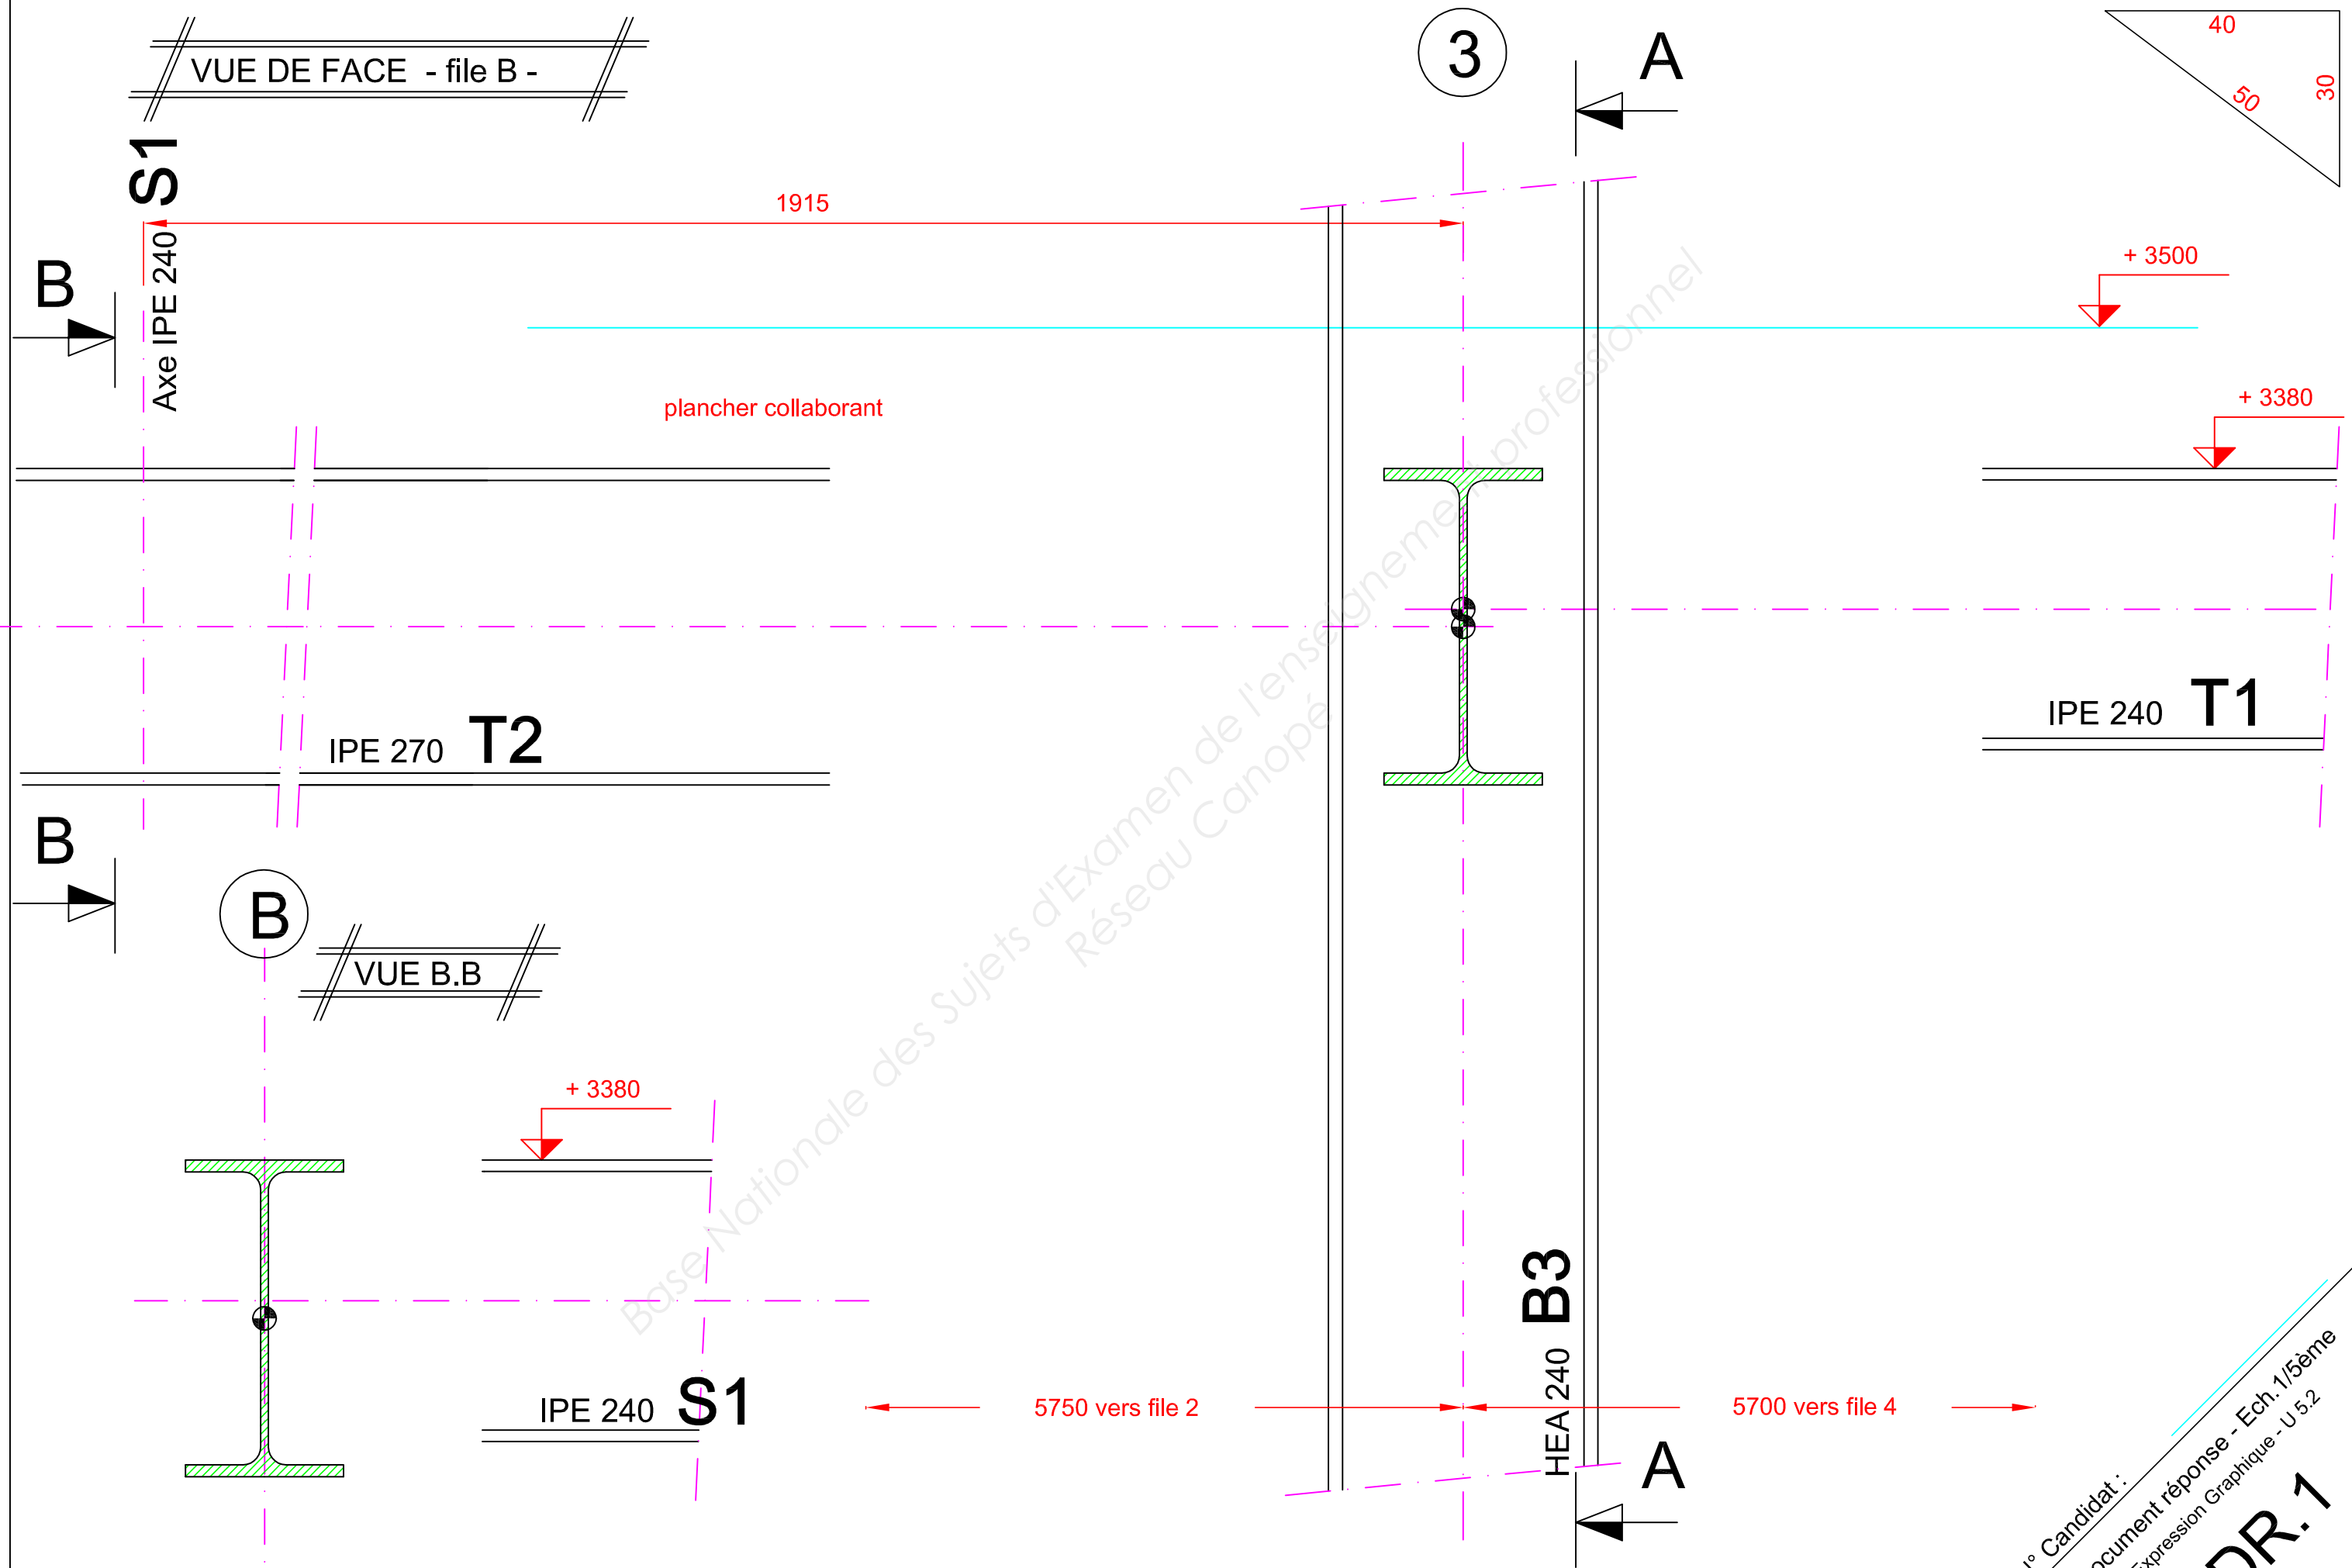 VUE DE FACE - file B -
3
A
40
50
30
S1
1915
Axe IPE 240
B
+ 3500
+ 3380
plancher collaborant
IPE 270 T2
IPE 240 T1
B
B
VUE B.B
+ 3380
IPE 240 S1
5750 vers file 2
HEA 240 B3
5700 vers file 4
A
Base Nationale des Sujets d'Examen de l'enseignement professionnel
Réseau Canopé
N° Candidat :
Document réponse - Ech.1/5ème
Expression Graphique - U 5.2
DR.1